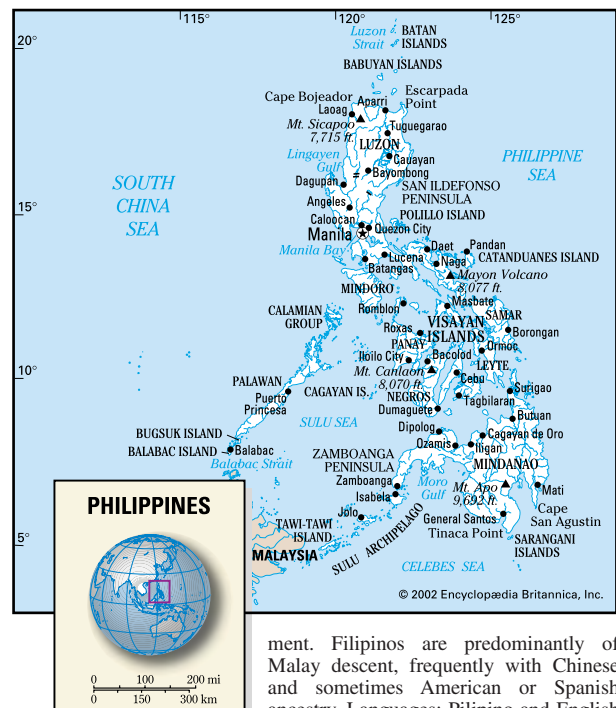 115°
120°
125°
20°
Luzon
Strait
BATAN
ISLANDS
BABUYAN ISLANDS
Cape Bojeador
Aparri
Escarpada
Point
Laoag
Mt. Sicapoo
7,715 ft.
Tuguegarao
LUZON
Lingayen
Gulf
Cauayan
Bayombong
PHILIPPINE
SEA
SOUTH
CHINA
SEA
Dagupan
SAN ILDEFONSO
PENINSULA
Angeles
15°
POLILLO ISLAND
Caloocan
Quezon City
Manila
Manila Bay
Lucena
Batangas
Daet
Pandan
Naga
CATANDUANES ISLAND
Mayon Volcano
8,077 ft.
MINDORO
Masbate
Romblon
CALAMIAN
GROUP
SAMAR
VISAYAN
ISLANDS
Roxas
Borongan
PANAY
Ormoc
Iloilo City
Bacolod
LEYTE
Mt. Canlaon
8,070 ft.
10°
Cebu
PALAWAN
CAGAYAN IS.
NEGROS
Surigao
Puerto
Princesa
Tagbilaran
Dumaguete
Butuan
SULU SEA
Dipolog
Cagayan de Oro
BUGSUK ISLAND
Ozamis
Iligan
BALABAC ISLAND
Balabac
Balabac Strait
ZAMBOANGA
PENINSULA
MINDANAO
Zamboanga
Moro
Gulf
Mt. Apo
9,692 ft.
Mati
Isabela
Cape
San Agustin
Jolo
General Santos
Tinaca Point
TAWI-TAWI
ISLAND
SULU ARCHIPELAGO
SARANGANI
ISLANDS
5°
MALAYSIA
CELEBES SEA
© 2002 Encyclopædia Britannica, Inc.
PHILIPPINES
0 100 200 mi
0 150 300 km
ment. Filipinos are predominantly of
Malay descent, frequently with Chinese
and sometimes American or Spanish
ancestry. Languages: Pilipino and English